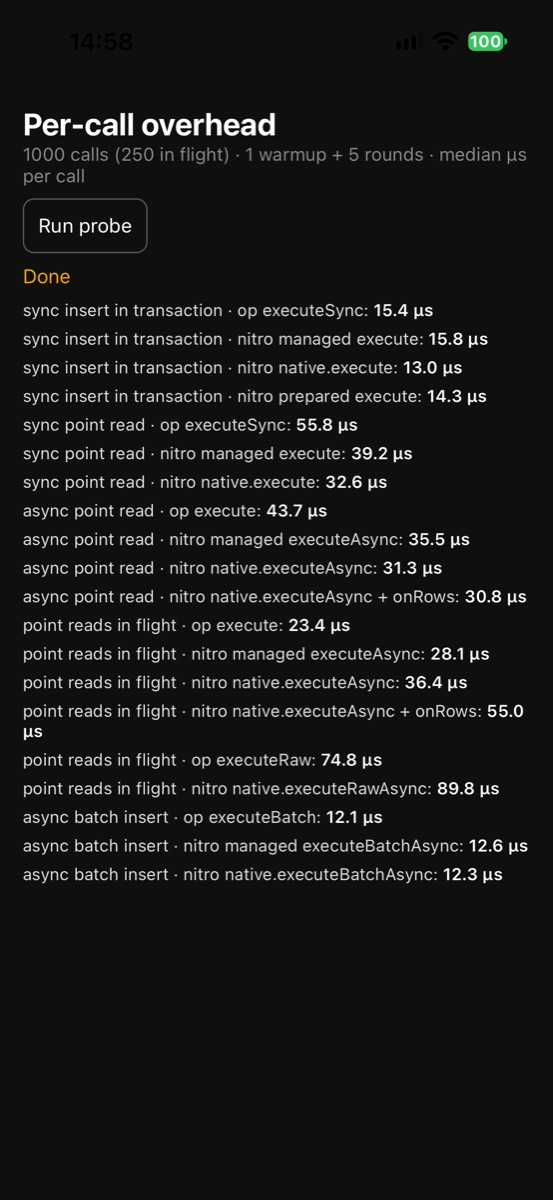 14:58
100
Per-call overhead
1000 calls (250 in flight) · 1 warmup + 5 rounds · median µs
per call
Run probe
Done
sync insert in transaction · op executeSync: 15.4 µs
sync insert in transaction · nitro managed execute: 15.8 µs
sync insert in transaction · nitro native.execute: 13.0 µs
sync insert in transaction · nitro prepared execute: 14.3 µs
sync point read · op executeSync: 55.8 µs
sync point read · nitro managed execute: 39.2 µs
sync point read · nitro native.execute: 32.6 µs
async point read · op execute: 43.7 µs
async point read · nitro managed executeAsync: 35.5 µs
async point read · nitro native.executeAsync: 31.3 µs
async point read · nitro native.executeAsync + onRows: 30.8 µs
point reads in flight · op execute: 23.4 µs
point reads in flight · nitro managed executeAsync: 28.1 µs
point reads in flight · nitro native.executeAsync: 36.4 µs
point reads in flight · nitro native.executeAsync + onRows: 55.0
µs
point reads in flight · op executeRaw: 74.8 µs
point reads in flight · nitro native.executeRawAsync: 89.8 µs
async batch insert · op executeBatch: 12.1 µs
async batch insert · nitro managed executeBatchAsync: 12.6 µs
async batch insert · nitro native.executeBatchAsync: 12.3 µs